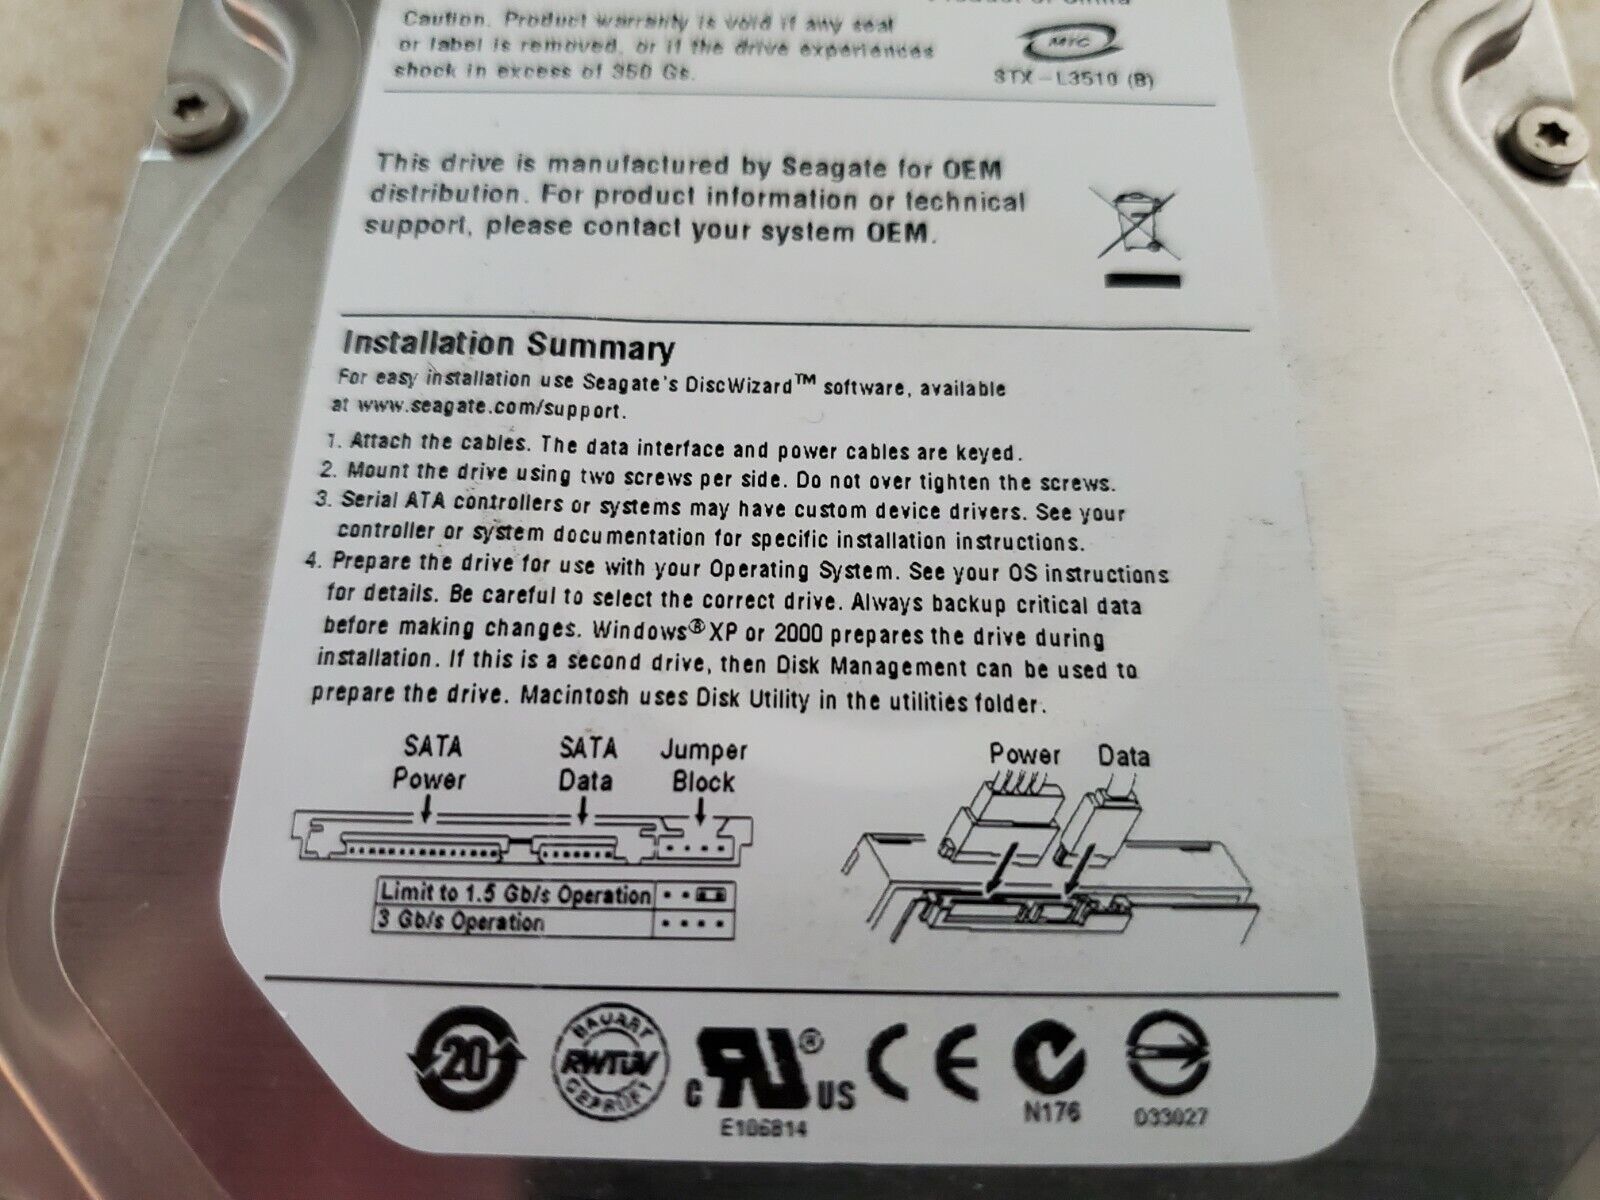 Product of China
Caution. Product warranty is void if any seal
or label is removed, or if the drive experiences
shock in excess of 350 Gs.
MIC
STX - L3510 (B)
This drive is manufactured by Seagate for OEM
distribution. For product information or technical
support, please contact your system OEM.
Installation Summary
For easy installation use Seagate's DiscWizard™ software, available
at www.seagate.com/support.
1. Attach the cables. The data interface and power cables are keyed.
2. Mount the drive using two screws per side. Do not over tighten the screws.
3. Serial ATA controllers or systems may have custom device drivers. See your
controller or system documentation for specific installation instructions.
4. Prepare the drive for use with your Operating System. See your OS instructions
for details. Be careful to select the correct drive. Always backup critical data
before making changes. Windows® XP or 2000 prepares the drive during
installation. If this is a second drive, then Disk Management can be used to
prepare the drive. Macintosh uses Disk Utility in the utilities folder.
SATA Power
SATA Data
Jumper Block
Power Data
Limit to 1.5 Gb/s Operation
3 Gb/s Operation
20
BAUART
RWTÜV
GEPRÜFT
c RU® US
E106814
CE
N176
D33027